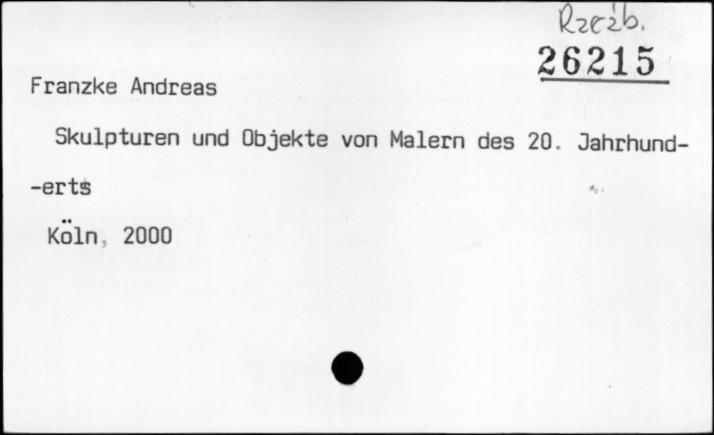 Rzeźb.
26215
Franzke Andreas
Skulpturen und Objekte von Malern des 20. Jahrhund-
-erts
Köln, 2000